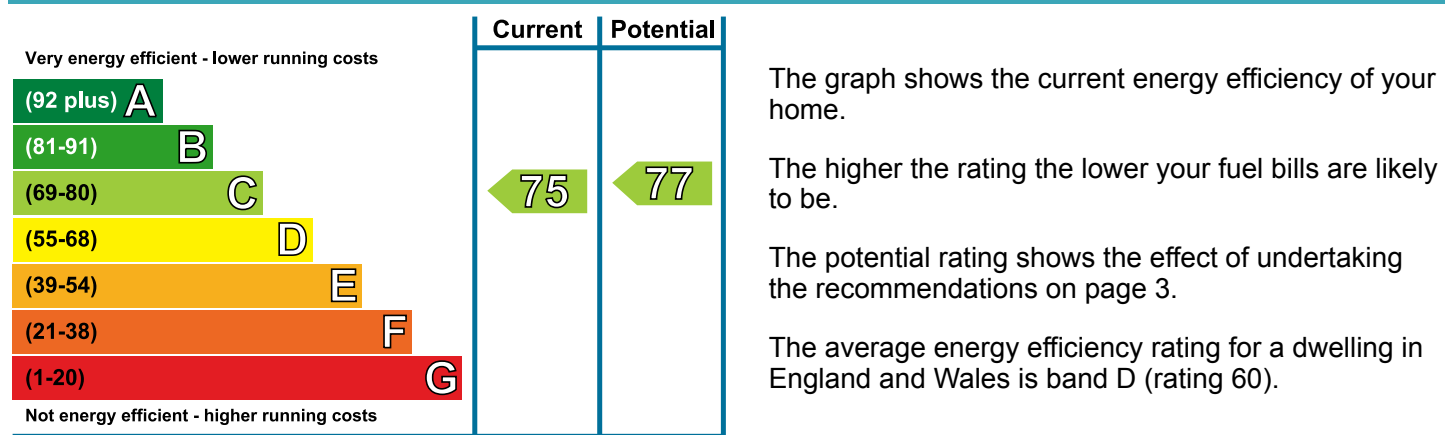 Current Potential
Very energy efficient - lower running costs
(92 plus) A
(81-91) B
(69-80) C
(55-68) D
(39-54) E
(21-38) F
(1-20) G
Not energy efficient - higher running costs
75 77
The graph shows the current energy efficiency of your
home.
The higher the rating the lower your fuel bills are likely
to be.
The potential rating shows the effect of undertaking
the recommendations on page 3.
The average energy efficiency rating for a dwelling in
England and Wales is band D (rating 60).